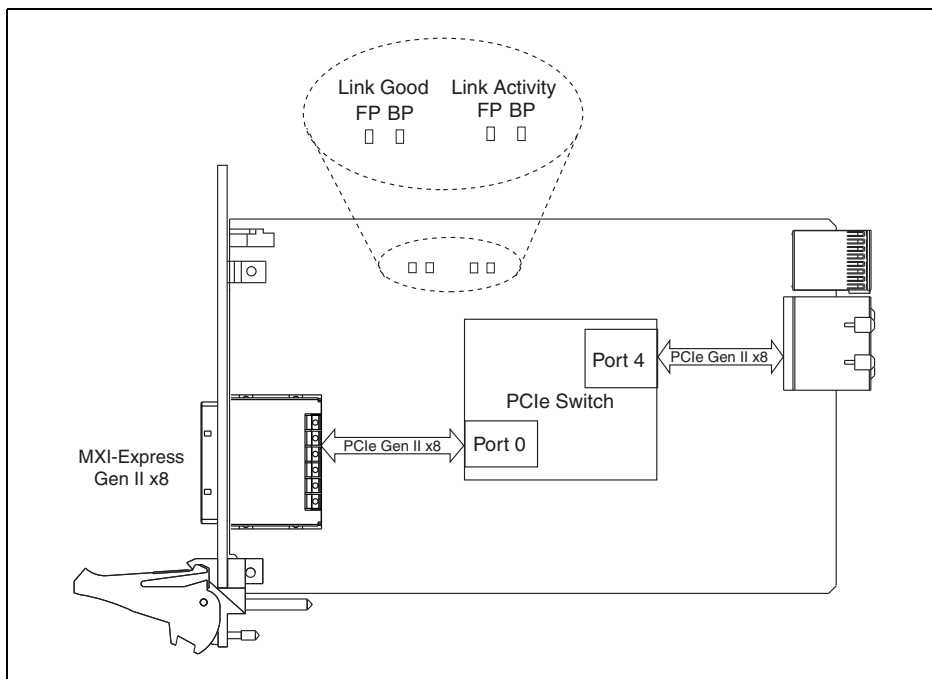 Link Good
FP BP
Link Activity
FP BP
Port 4
PCIe Gen II x8
PCIe Switch
MXI-Express
Gen II x8
PCIe Gen II x8
Port 0